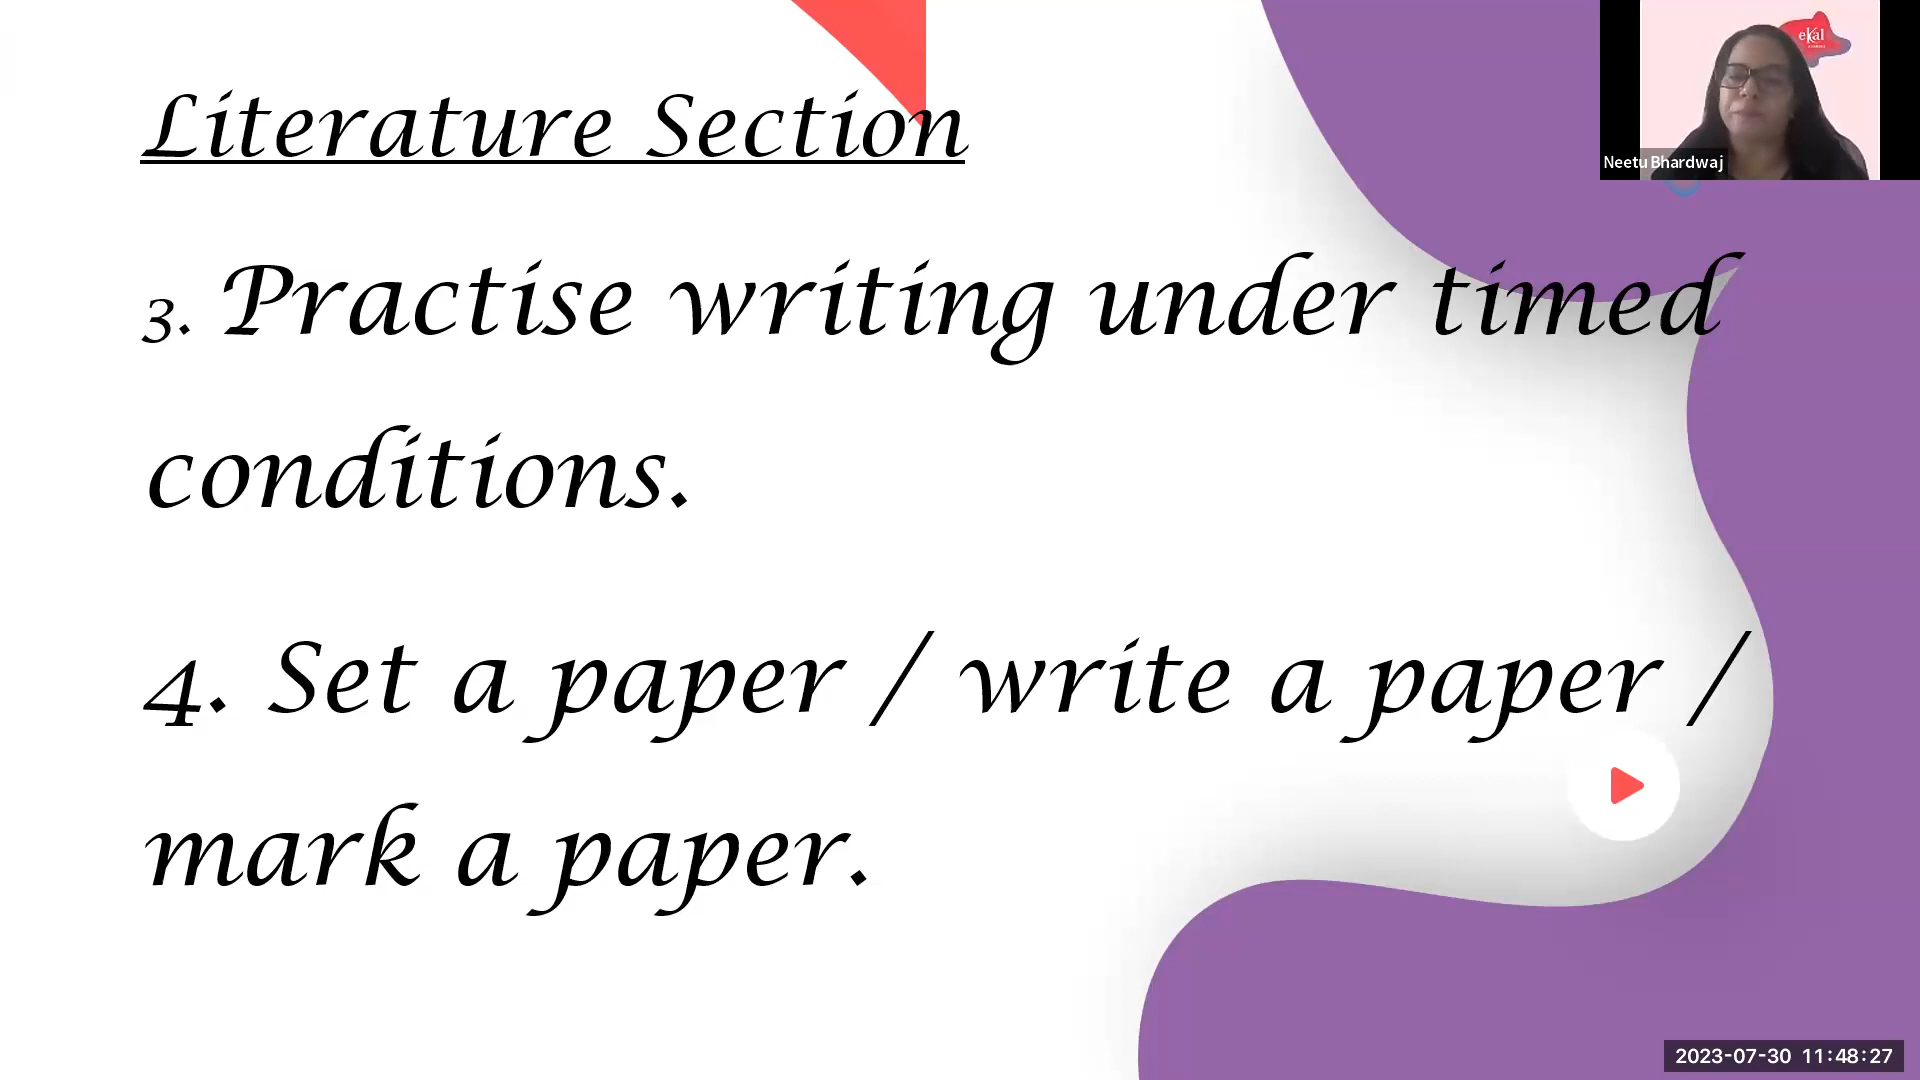 Literature Section
3. Practise writing under timed
conditions.
4. Set a paper / write a paper /
mark a paper.
eKal
Neetu Bhardwaj
2023-07-30 11:48:27